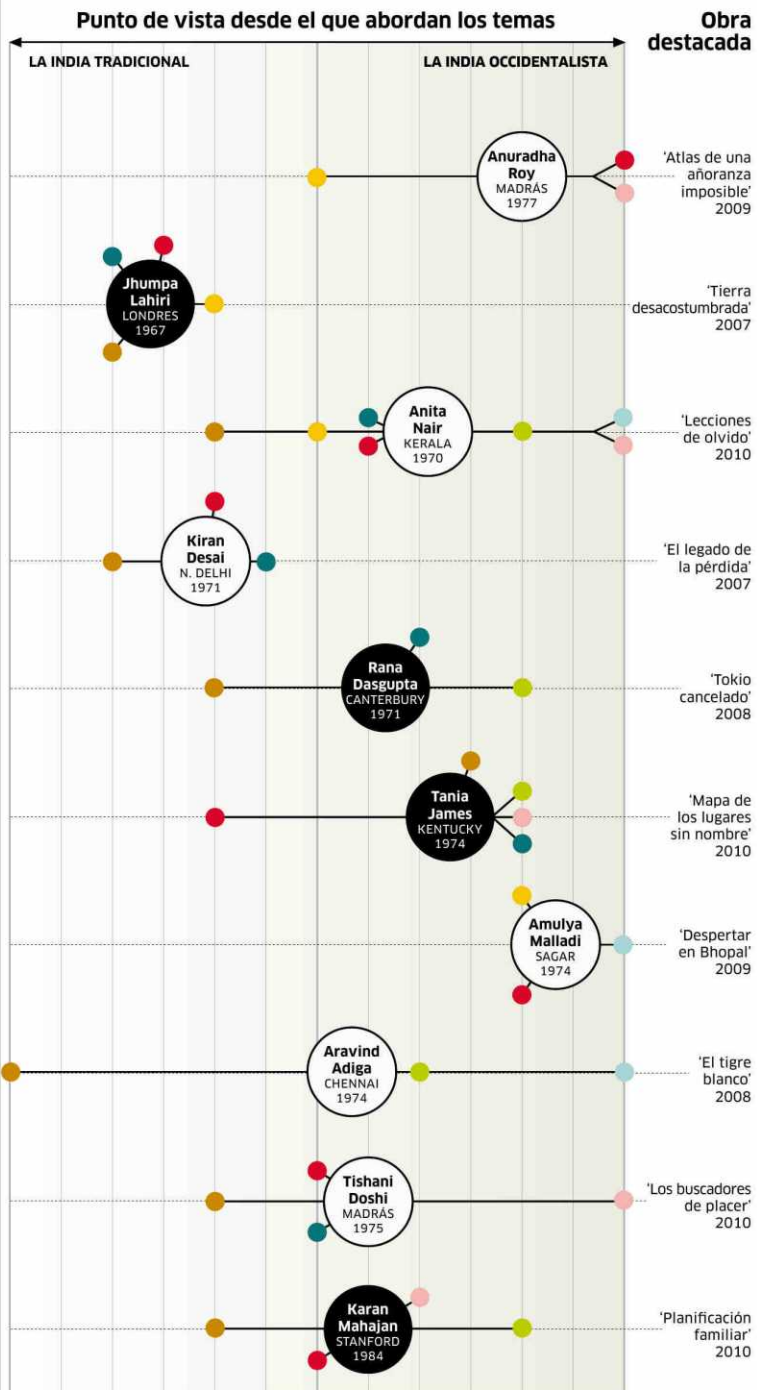 Punto de vista desde el que abordan los temas
Obra
destacada
LA INDIA TRADICIONAL
LA INDIA OCCIDENTALISTA
Anuradha
Roy
MADRÁS
1977
'Atlas de una
añoranza
imposible'
2009
Jhumpa
Lahiri
LONDRES
1967
'Tierra
desacostumbrada'
2007
Anita
Nair
KERALA
1970
'Lecciones
de olvido'
2010
Kiran
Desai
N. DELHI
1971
'El legado de
la pérdida'
2007
Rana
Dasgupta
CANTERBURY
1971
'Tokio
cancelado'
2008
Tania
James
KENTUCKY
1974
'Mapa de
los lugares
sin nombre'
2010
Amulya
Malladi
SAGAR
1974
'Despertar
en Bhopal'
2009
Aravind
Adiga
CHENNAI
1974
'El tigre
blanco'
2008
Tishani
Doshi
MADRÁS
1975
'Los buscadores
de placer'
2010
Karan
Mahajan
STANFORD
1984
'Planificación
familiar'
2010